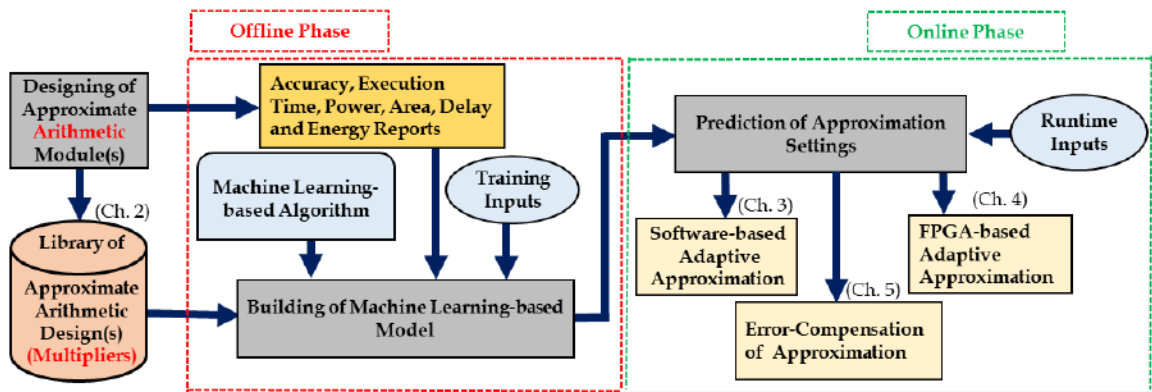 Offline Phase
Online Phase
Designing of
Approximate
Arithmetic
Module(s)
Accuracy, Execution
Time, Power, Area, Delay
and Energy Reports
Prediction of Approximation
Settings
Runtime
Inputs
Machine Learning-
based Algorithm
Training
Inputs
(Ch. 2)
Library of
Approximate
Arithmetic
Design(s)
(Multipliers)
Building of Machine Learning-based
Model
(Ch. 3)
Software-based
Adaptive
Approximation
(Ch. 4)
FPGA-based
Adaptive
Approximation
(Ch. 5)
Error-Compensation
of Approximation